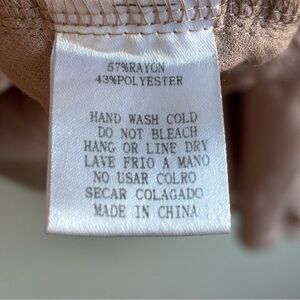 57%RAYON
43%POLYESTER
HAND WASH COLD
DO NOT BLEACH
HANG OR LINE DRY
LAVE FRIO A MANO
NO USAR COLRO
SECAR COLAGADO
MADE IN CHINA